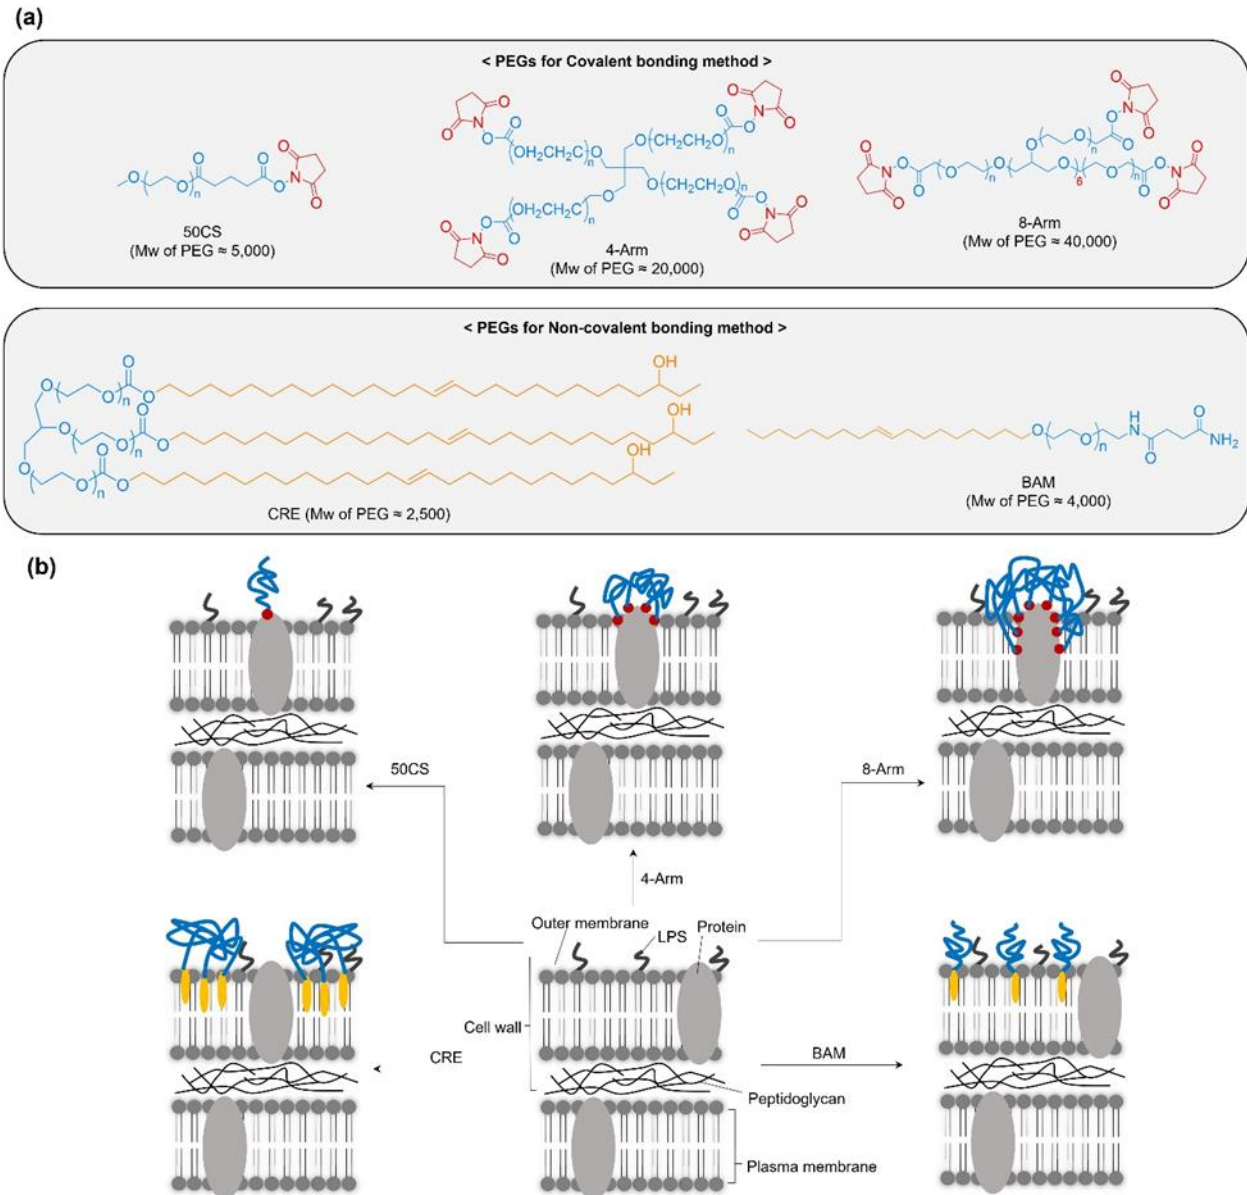 (a)
< PEGs for Covalent bonding method >
50CS
(Mw of PEG ≈ 5,000)
4-Arm
(Mw of PEG ≈ 20,000)
8-Arm
(Mw of PEG ≈ 40,000)
< PEGs for Non-covalent bonding method >
CRE (Mw of PEG ≈ 2,500)
BAM
(Mw of PEG ≈ 4,000)
(b)
50CS
4-Arm
8-Arm
Outer membrane
LPS
Protein
Cell wall
CRE
BAM
Peptidoglycan
Plasma membrane